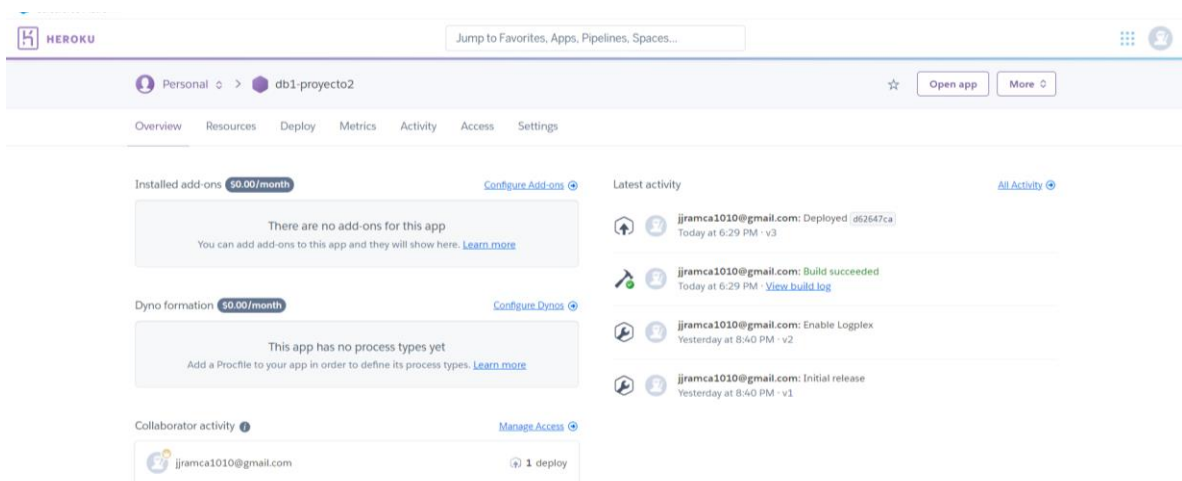 HEROKU
Jump to Favorites, Apps, Pipelines, Spaces...
Personal > db1-proyecto2
Open app
More
Overview Resources Deploy Metrics Activity Access Settings
Installed add-ons $0.00/month Configure Add-ons
There are no add-ons for this app
You can add add-ons to this app and they will show here. Learn more
Dyno formation $0.00/month Configure Dynos
This app has no process types yet
Add a Procfile to your app in order to define its process types. Learn more
Collaborator activity Manage Access
jjramca1010@gmail.com 1 deploy
Latest activity All Activity
jjramca1010@gmail.com: Deployed d62647ca
Today at 6:29 PM · v3
jjramca1010@gmail.com: Build succeeded
Today at 6:29 PM · View build log
jjramca1010@gmail.com: Enable Logplex
Yesterday at 8:40 PM · v2
jjramca1010@gmail.com: Initial release
Yesterday at 8:40 PM · v1